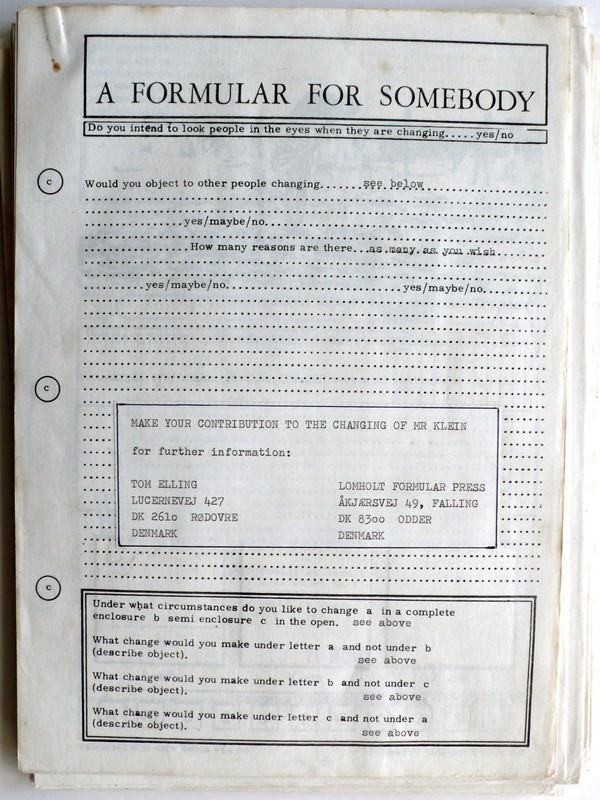 A FORMULAR FOR SOMEBODY
Do you intend to look people in the eyes when they are changing.....yes/no
c
Would you object to other people changing.......see below
yes/maybe/no
How many reasons are there...as many as you wish
yes/maybe/no yes/maybe/no
c
MAKE YOUR CONTRIBUTION TO THE CHANGING OF MR KLEIN
for further information:
TOM ELLING LOMHOLT FORMULAR PRESS
LUCERNEVEJ 427 ÅKJÆRSVEJ 49, FALLING
DK 261o RØDOVRE DK 83oo ODDER
DENMARK DENMARK
c
Under what circumstances do you like to change a in a complete
enclosure b semi enclosure c in the open. see above
What change would you make under letter a and not under b
(describe object). see above
What change would you make under letter b and not under c
(describe object). see above
What change would you make under letter c and not under a
(describe object). see above